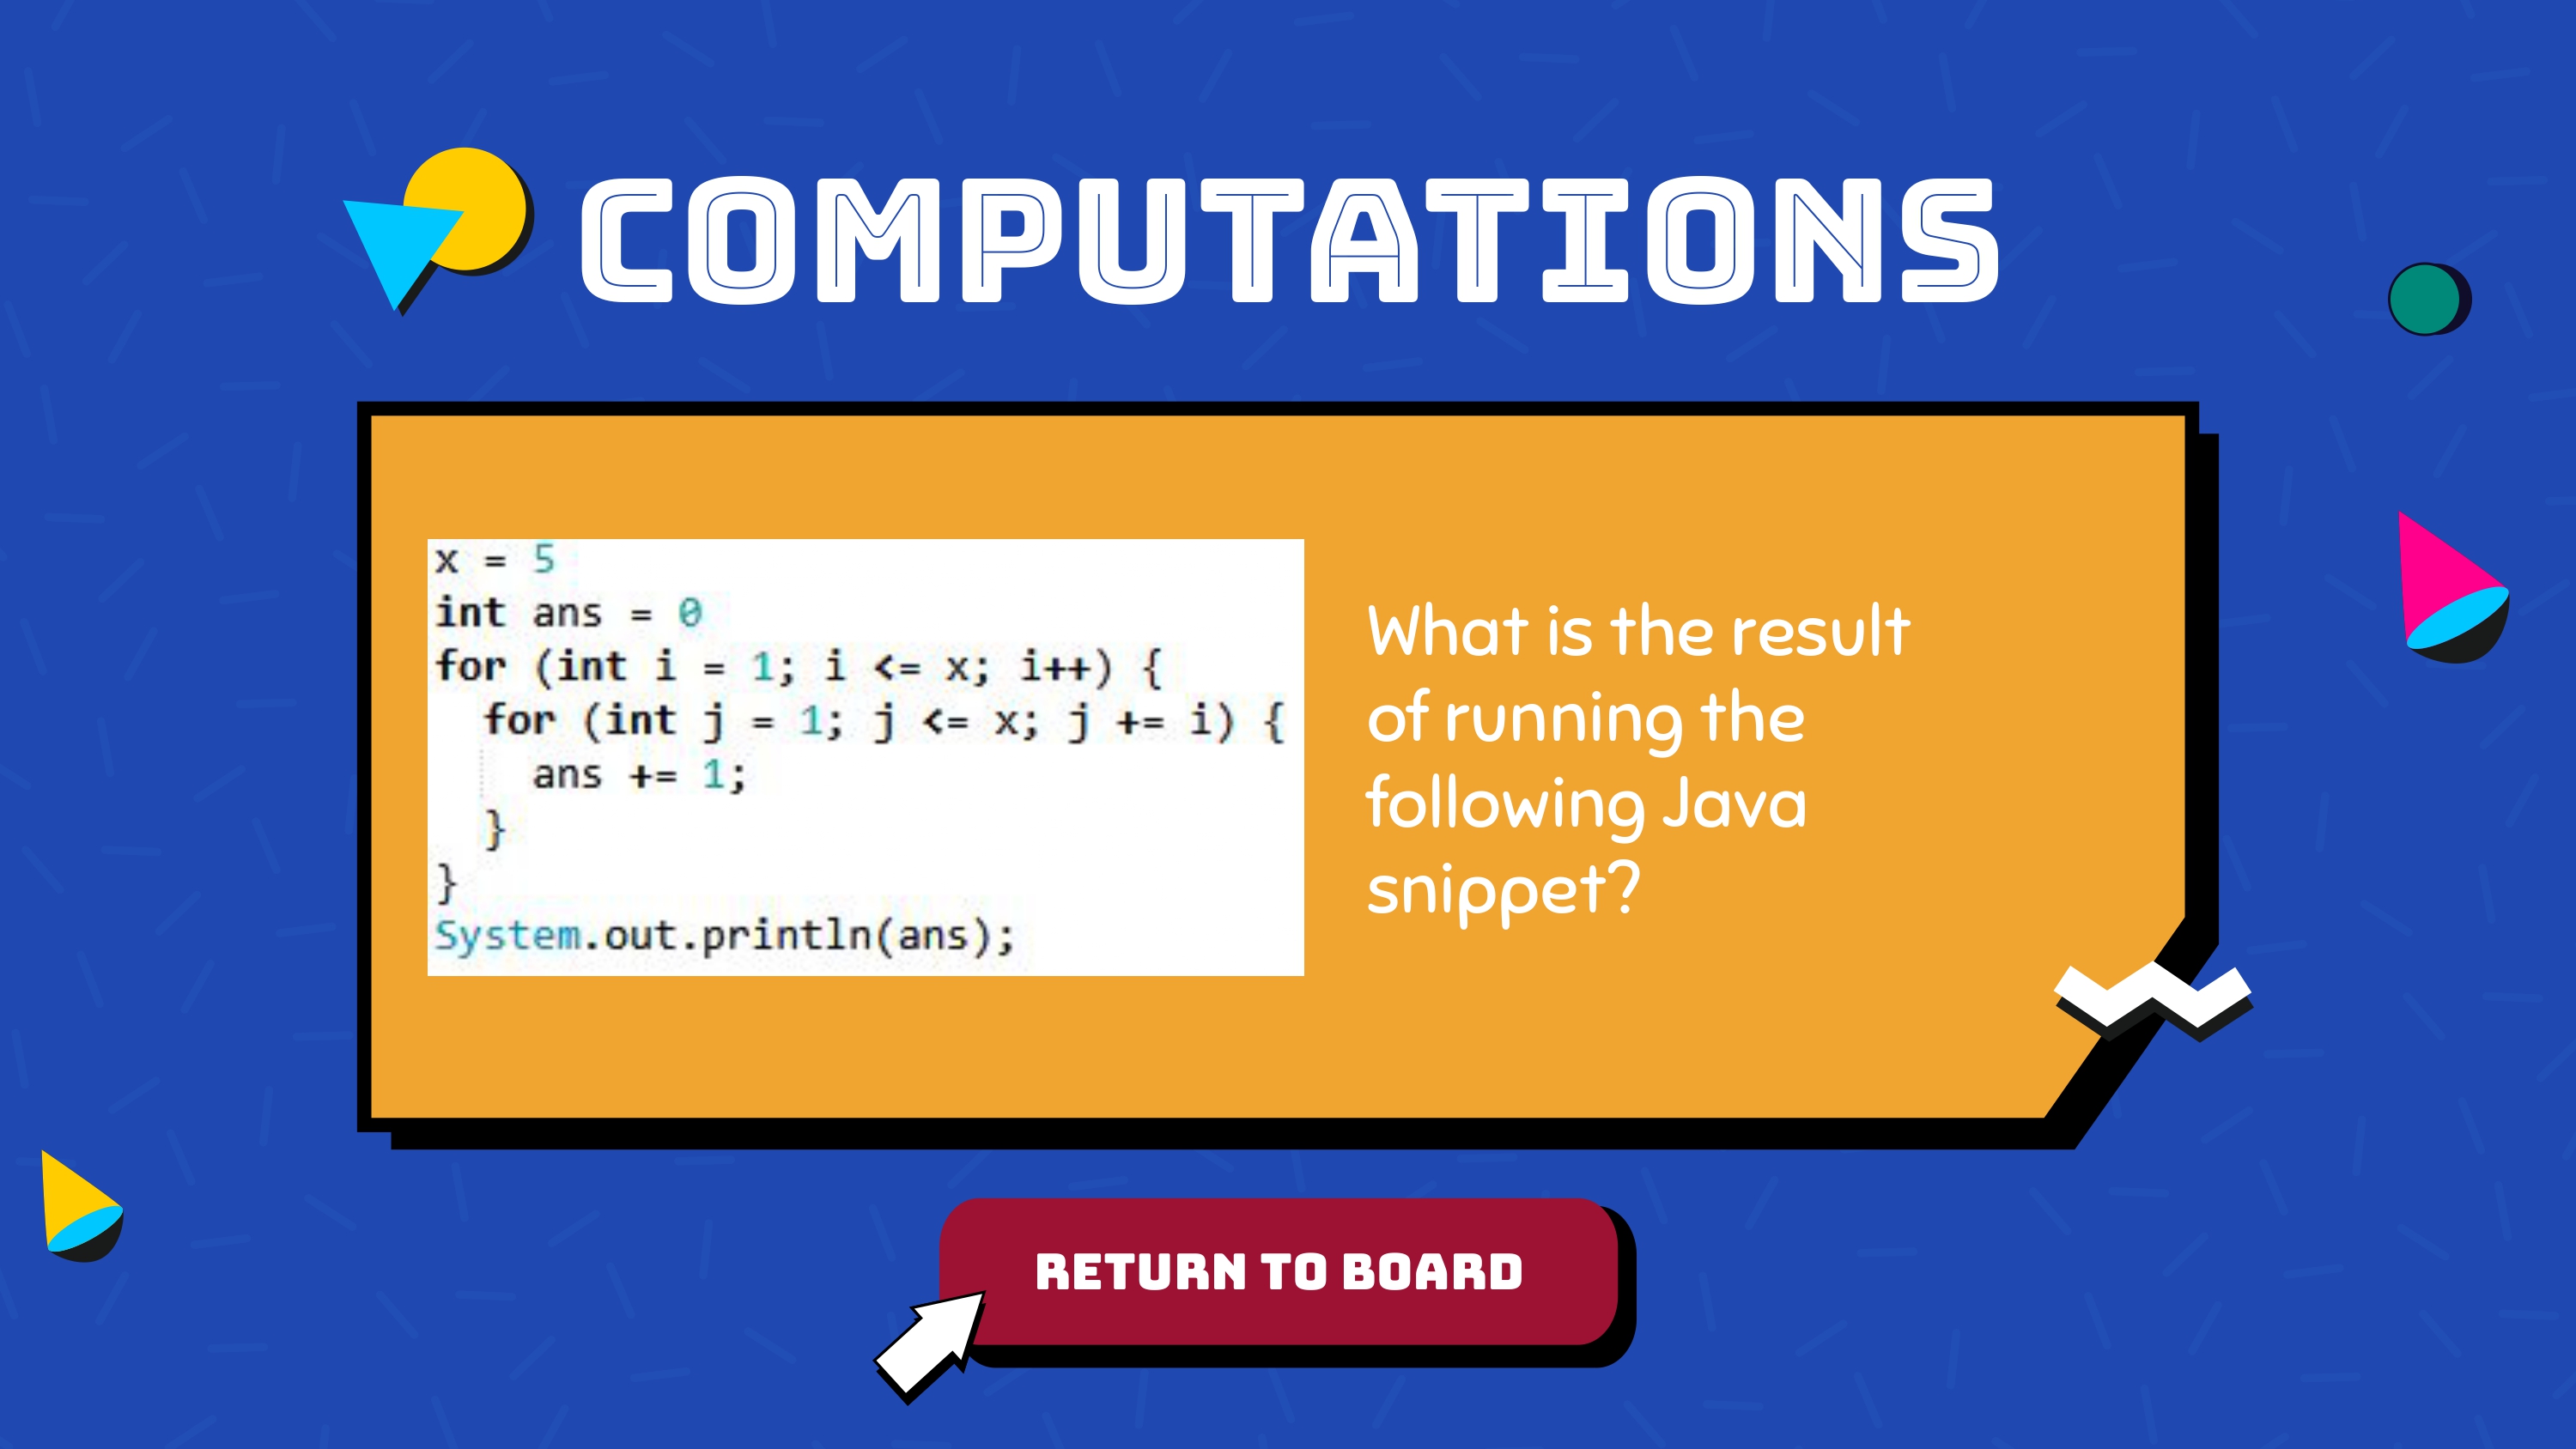 COMPUTATIONS
x = 5
int ans = 0
for (int i = 1; i <= x; i++) {
  for (int j = 1; j <= x; j += i) {
    ans += 1;
  }
}
System.out.println(ans);
What is the result
of running the
following Java
snippet?
RETURN TO BOARD